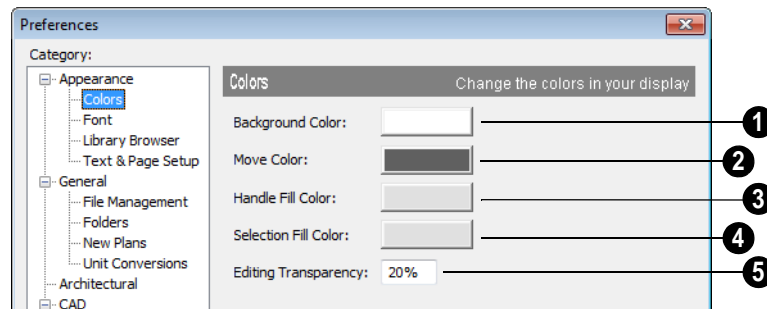 Preferences
Category:
Appearance
Colors
Font
Library Browser
Text & Page Setup
General
File Management
Folders
New Plans
Unit Conversions
Architectural
CAD
Colors Change the colors in your display
Background Color: 1
Move Color: 2
Handle Fill Color: 3
Selection Fill Color: 4
Editing Transparency: 20% 5